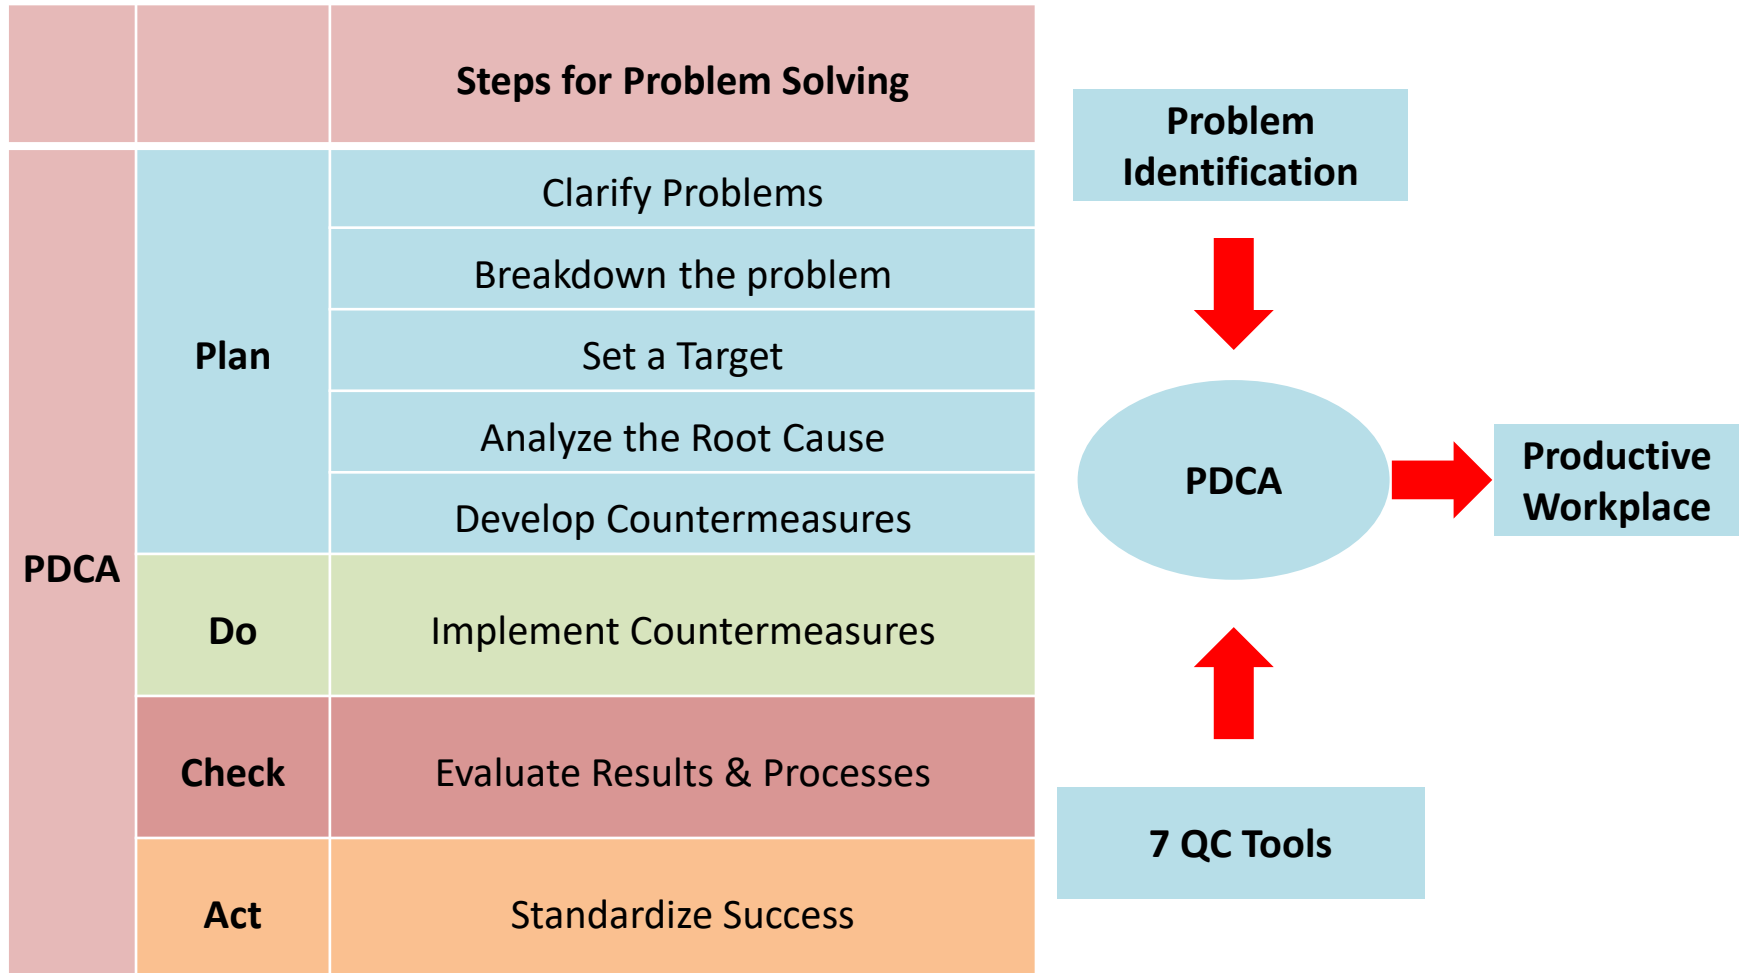 Steps for Problem Solving
PDCA
Plan
Clarify Problems
Breakdown the problem
Set a Target
Analyze the Root Cause
Develop Countermeasures
Do
Implement Countermeasures
Check
Evaluate Results & Processes
Act
Standardize Success
Problem
Identification
PDCA
Productive
Workplace
7 QC Tools